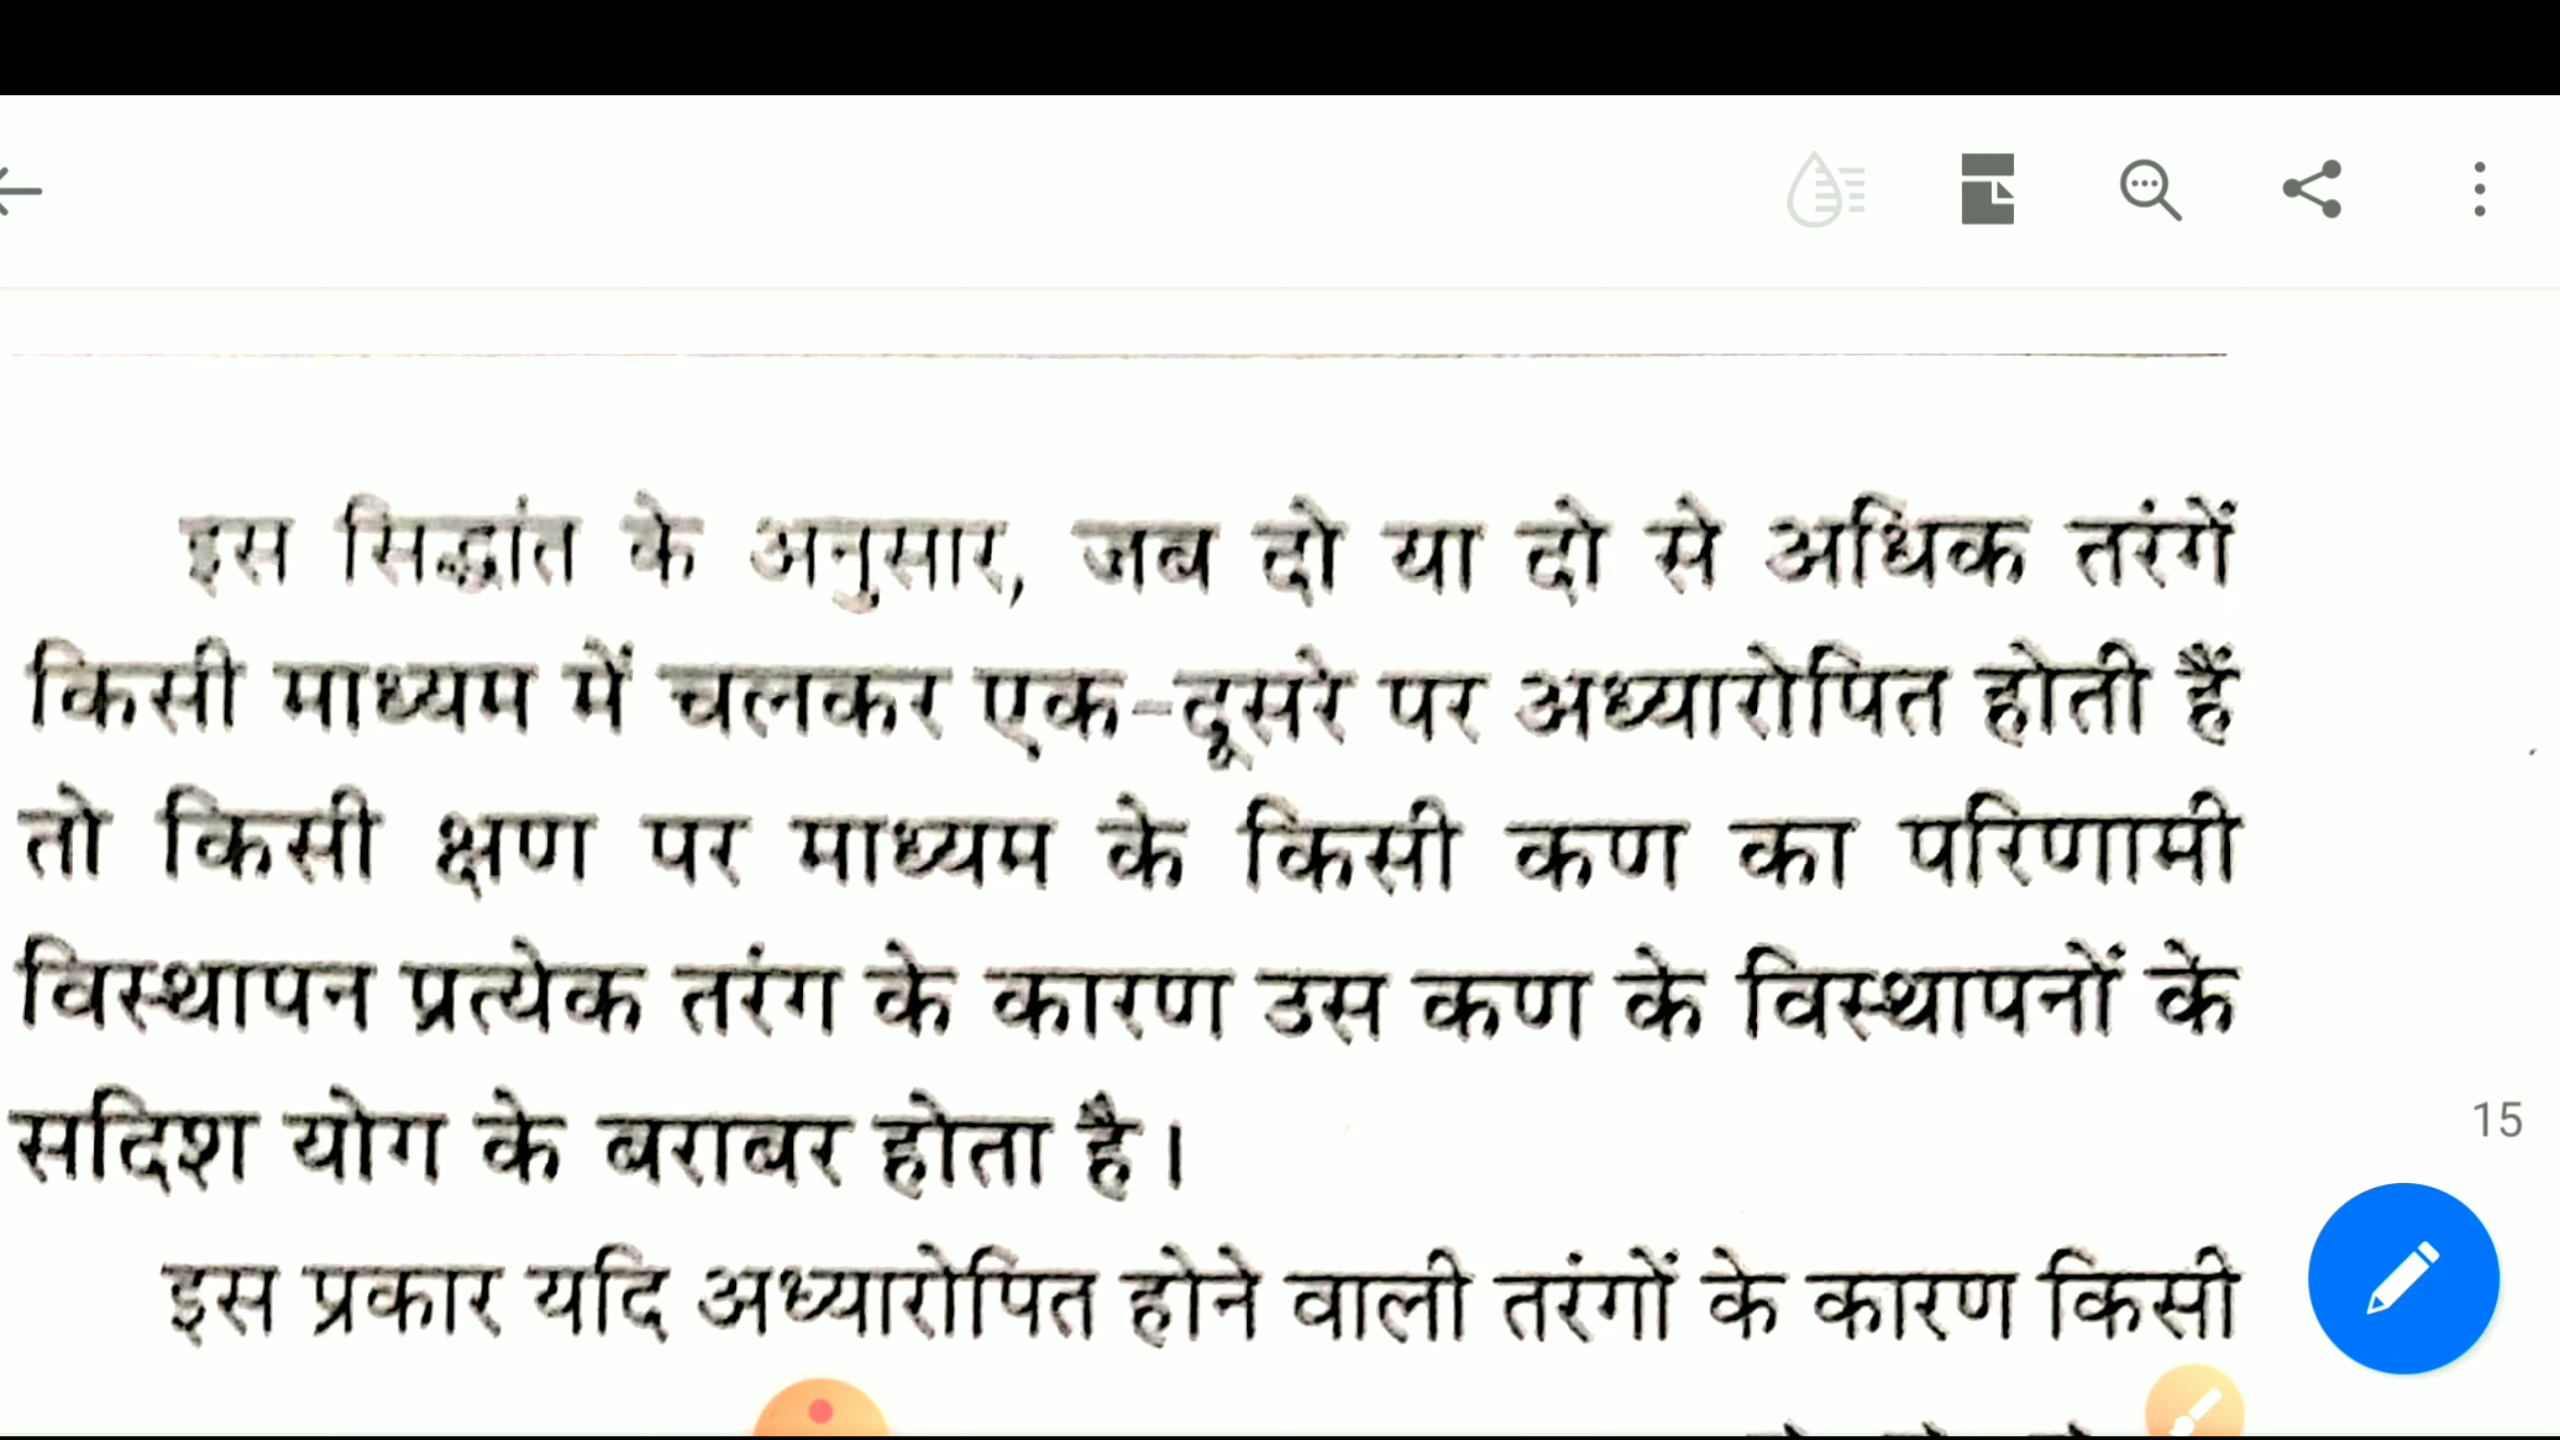 इस सिद्धांत के अनुसार, जब दो या दो से अधिक तरंगें
किसी माध्यम में चलकर एक-दूसरे पर अध्यारोपित होती हैं
तो किसी क्षण पर माध्यम के किसी कण का परिणामी
विस्थापन प्रत्येक तरंग के कारण उस कण के विस्थापनों के
सदिश योग के बराबर होता है।
15
इस प्रकार यदि अध्यारोपित होने वाली तरंगों के कारण किसी